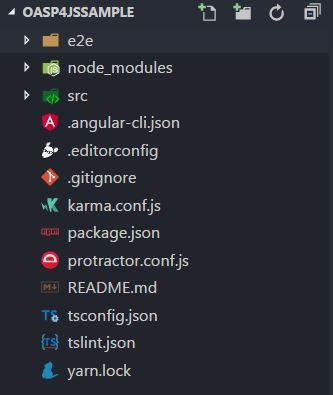 OASP4JSSAMPLE
e2e
node_modules
src
.angular-cli.json
.editorconfig
.gitignore
karma.conf.js
package.json
protractor.conf.js
README.md
tsconfig.json
tslint.json
yarn.lock